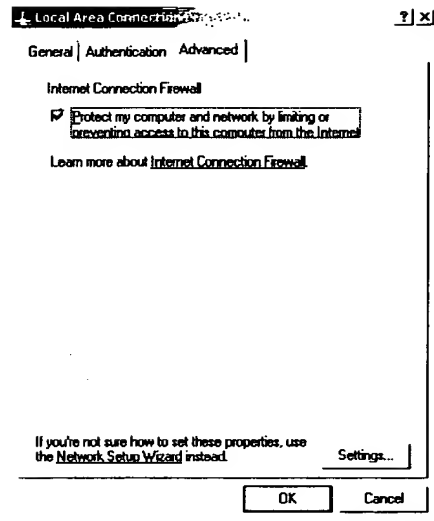 Local Area Connection
? X
General Authentication Advanced
Internet Connection Firewall
Protect my computer and network by limiting or
preventing access to this computer from the Internet
Learn more about Internet Connection Firewall.
If you're not sure how to set these properties, use
the Network Setup Wizard instead.
Settings...
OK Cancel